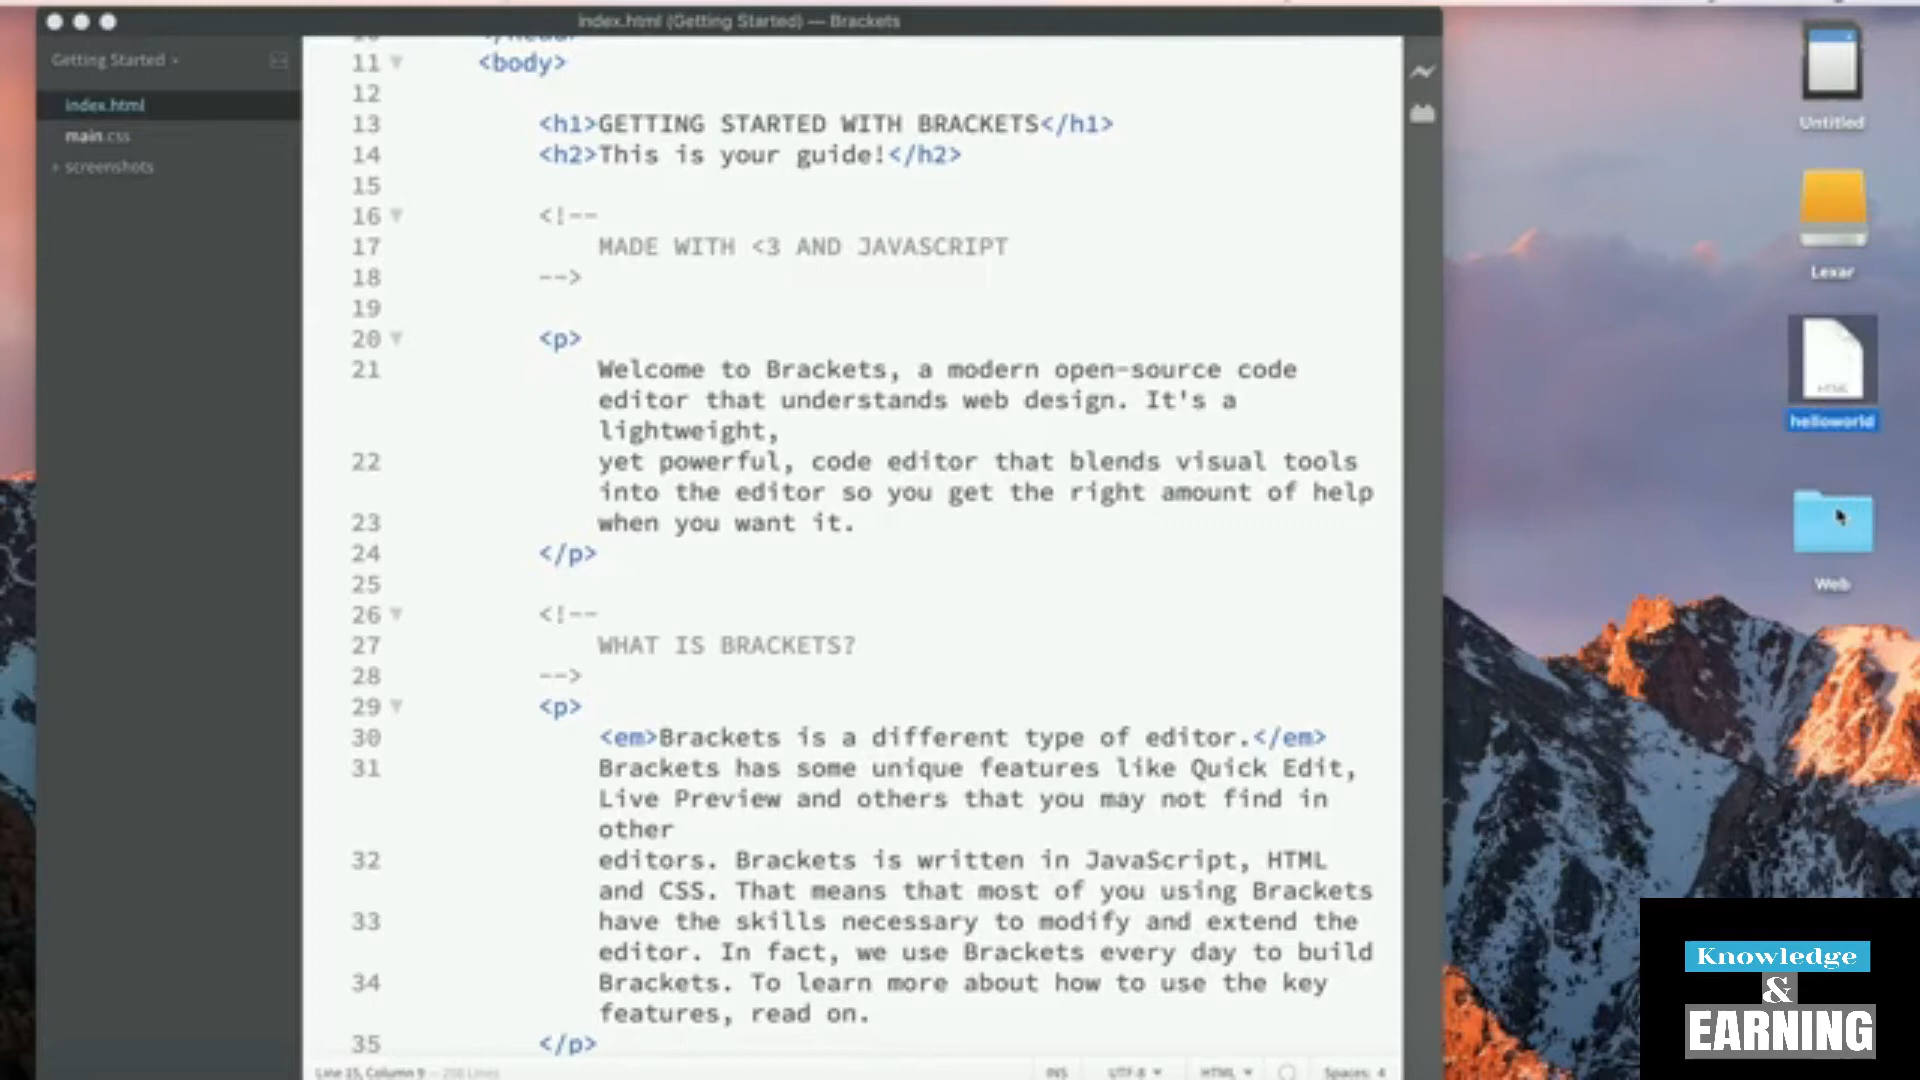 index.html (Getting Started) — Brackets
Getting Started
index.html
main.css
screenshots
11 <body>
12
13 <h1>GETTING STARTED WITH BRACKETS</h1>
14 <h2>This is your guide!</h2>
15
16 <!--
17 MADE WITH <3 AND JAVASCRIPT
18 -->
19
20 <p>
21 Welcome to Brackets, a modern open-source code
editor that understands web design. It's a
lightweight,
22 yet powerful, code editor that blends visual tools
into the editor so you get the right amount of help
23 when you want it.
24 </p>
25
26 <!--
27 WHAT IS BRACKETS?
28 -->
29 <p>
30 <em>Brackets is a different type of editor.</em>
31 Brackets has some unique features like Quick Edit,
Live Preview and others that you may not find in
other
32 editors. Brackets is written in JavaScript, HTML
and CSS. That means that most of you using Brackets
33 have the skills necessary to modify and extend the
editor. In fact, we use Brackets every day to build
34 Brackets. To learn more about how to use the key
features, read on.
35 </p>
Line 15, Column 9
INS UTF-8 HTML Spaces: 4
Untitled
Lexar
HTML
helloworld
Web
Knowledge
&
EARNING